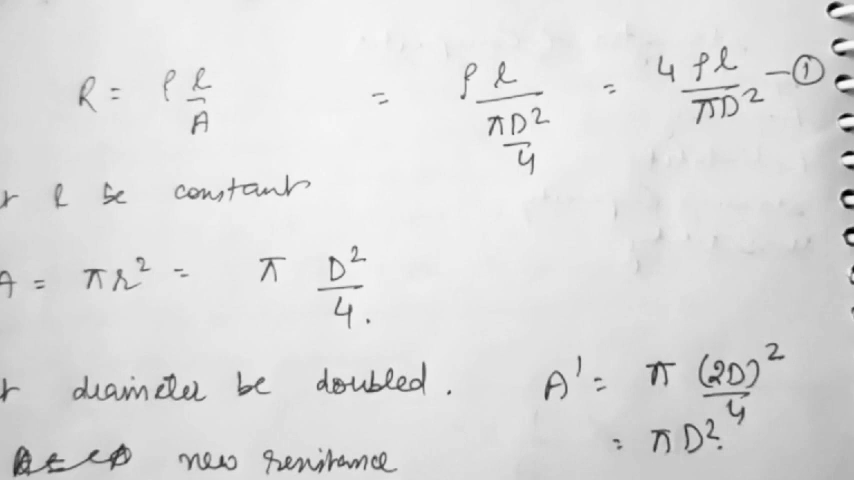 R = ρ l/A = ρ l/(πD²/4) = 4 ρl/πD² — ①
l be constant
A = πr² = π D²/4.
diameter be doubled. A' = π (2D)²/4
= πD².
new resistance